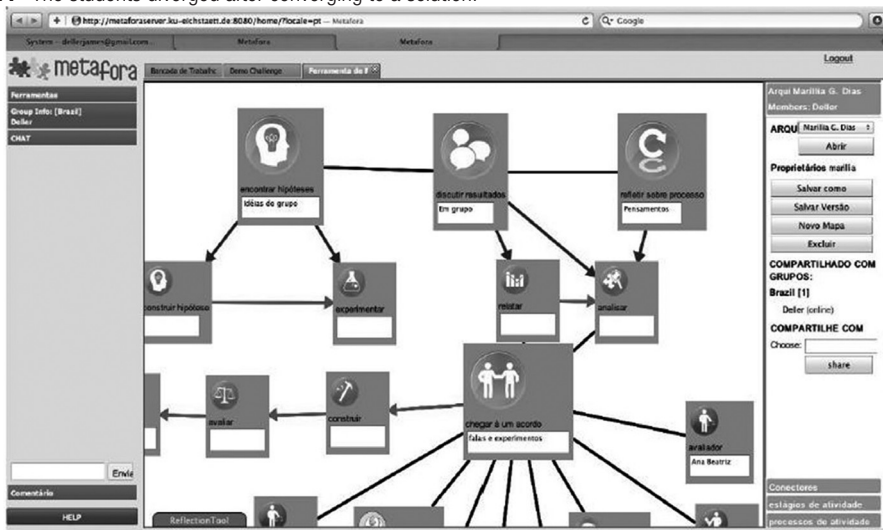 The students diverged after converging to a solution.
http://metaforaserver.ku-eichstaett.de:8080/home/?locale=pt — Metafora
Google
System – dellerjames@gmail.com...
Metafora
Metafora
metafora
Bancada de Trabalho
Demo Challenge
Ferramenta de
Logout
Ferramentas
Group Info: [Brazil]
Deller
CHAT
encontrar hipóteses
Idéias do grupo
discutir resultados
Em grupo
refletir sobre processo
Pensamentos
construir hipótese
experimentar
relatar
analisar
avaliar
construir
chegar à um acordo
falas e experimentos
avaliador
Ana Beatriz
Envia
Comentário
HELP
ReflectionTool
Arqui Marillia G. Dias
Members: Deller
ARQU
Marilia C. Dias
Abrir
Proprietários marilia
Salvar como
Salvar Versão
Novo Mapa
Excluir
COMPARTILHADO COM
GRUPOS:
Brazil [1]
Deller (online)
COMPARTILHE COM
Choose:
share
Conectores
estágios de atividade
processos de atividade